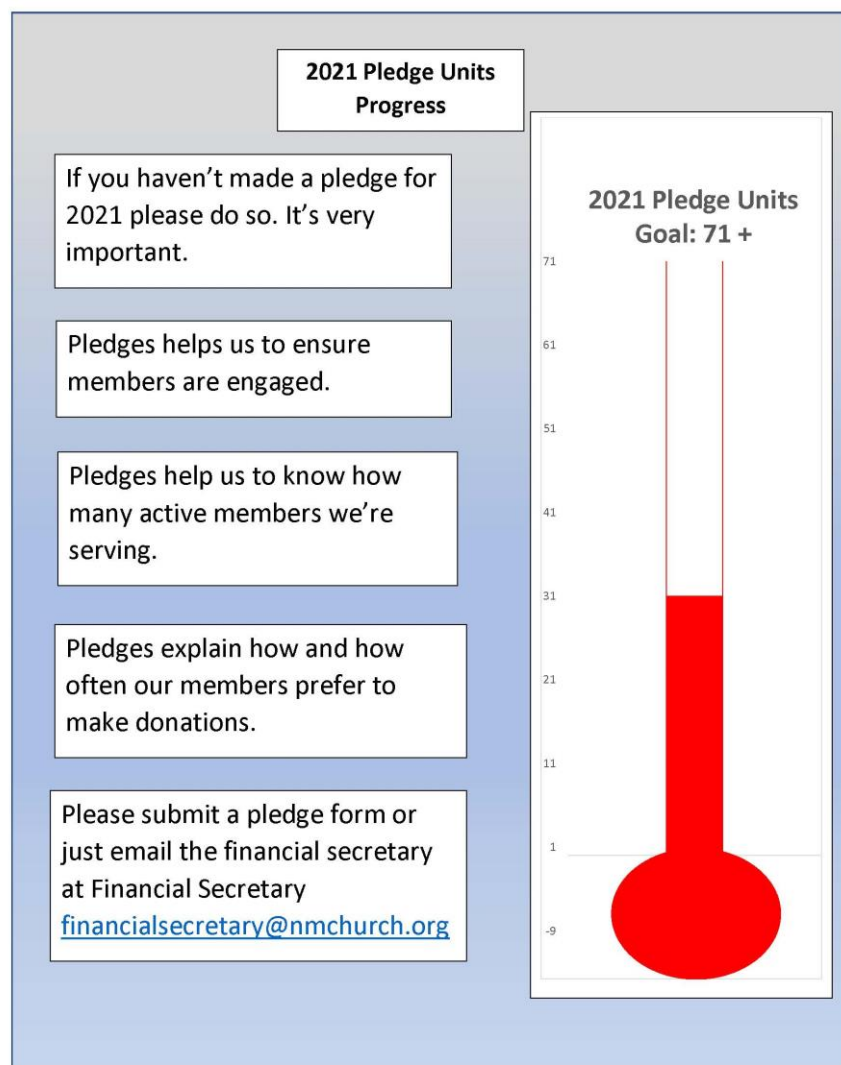 2021 Pledge Units
Progress
If you haven’t made a pledge for
2021 please do so. It’s very
important.
Pledges helps us to ensure
members are engaged.
Pledges help us to know how
many active members we’re
serving.
Pledges explain how and how
often our members prefer to
make donations.
Please submit a pledge form or
just email the financial secretary
at Financial Secretary
financialsecretary@nmchurch.org
2021 Pledge Units
Goal: 71 +
71
61
51
41
31
21
11
1
-9